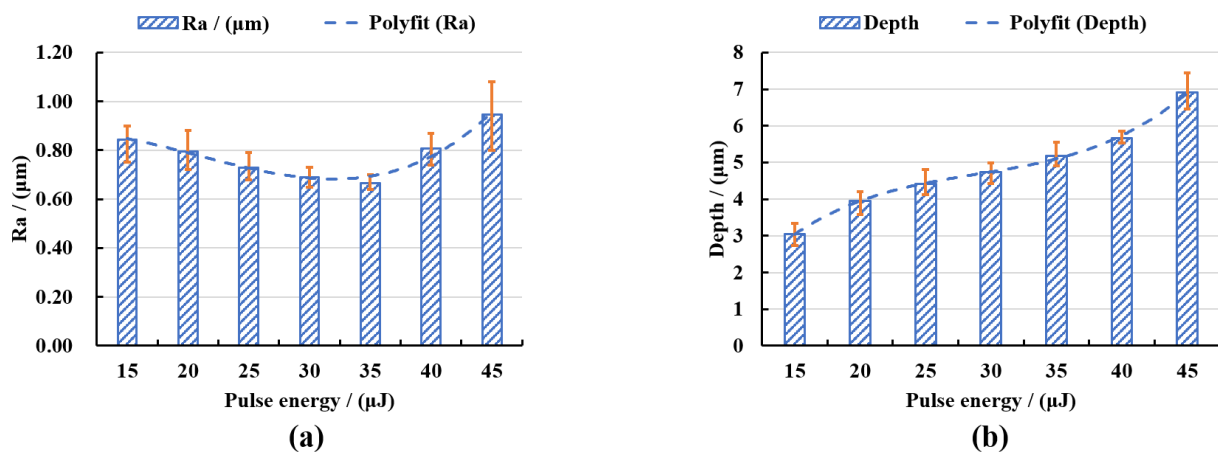 Ra / (μm) Polyfit (Ra)
1.20
1.00
0.80
0.60
0.40
0.20
0.00
Ra / (μm)
15 20 25 30 35 40 45
Pulse energy / (μJ)
(a)
Depth Polyfit (Depth)
8
7
6
5
4
3
2
1
0
Depth / (μm)
15 20 25 30 35 40 45
Pulse energy / (μJ)
(b)